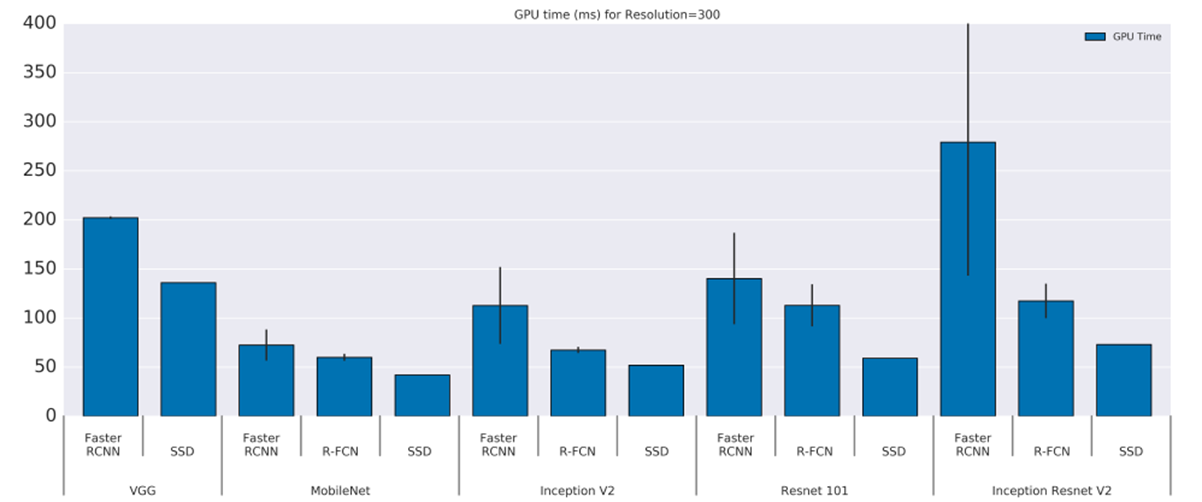 GPU time (ms) for Resolution=300
GPU Time
400
350
300
250
200
150
100
50
0
Faster RCNN
SSD
Faster RCNN
R-FCN
SSD
Faster RCNN
R-FCN
SSD
Faster RCNN
R-FCN
SSD
Faster RCNN
R-FCN
SSD
VGG
MobileNet
Inception V2
Resnet 101
Inception Resnet V2